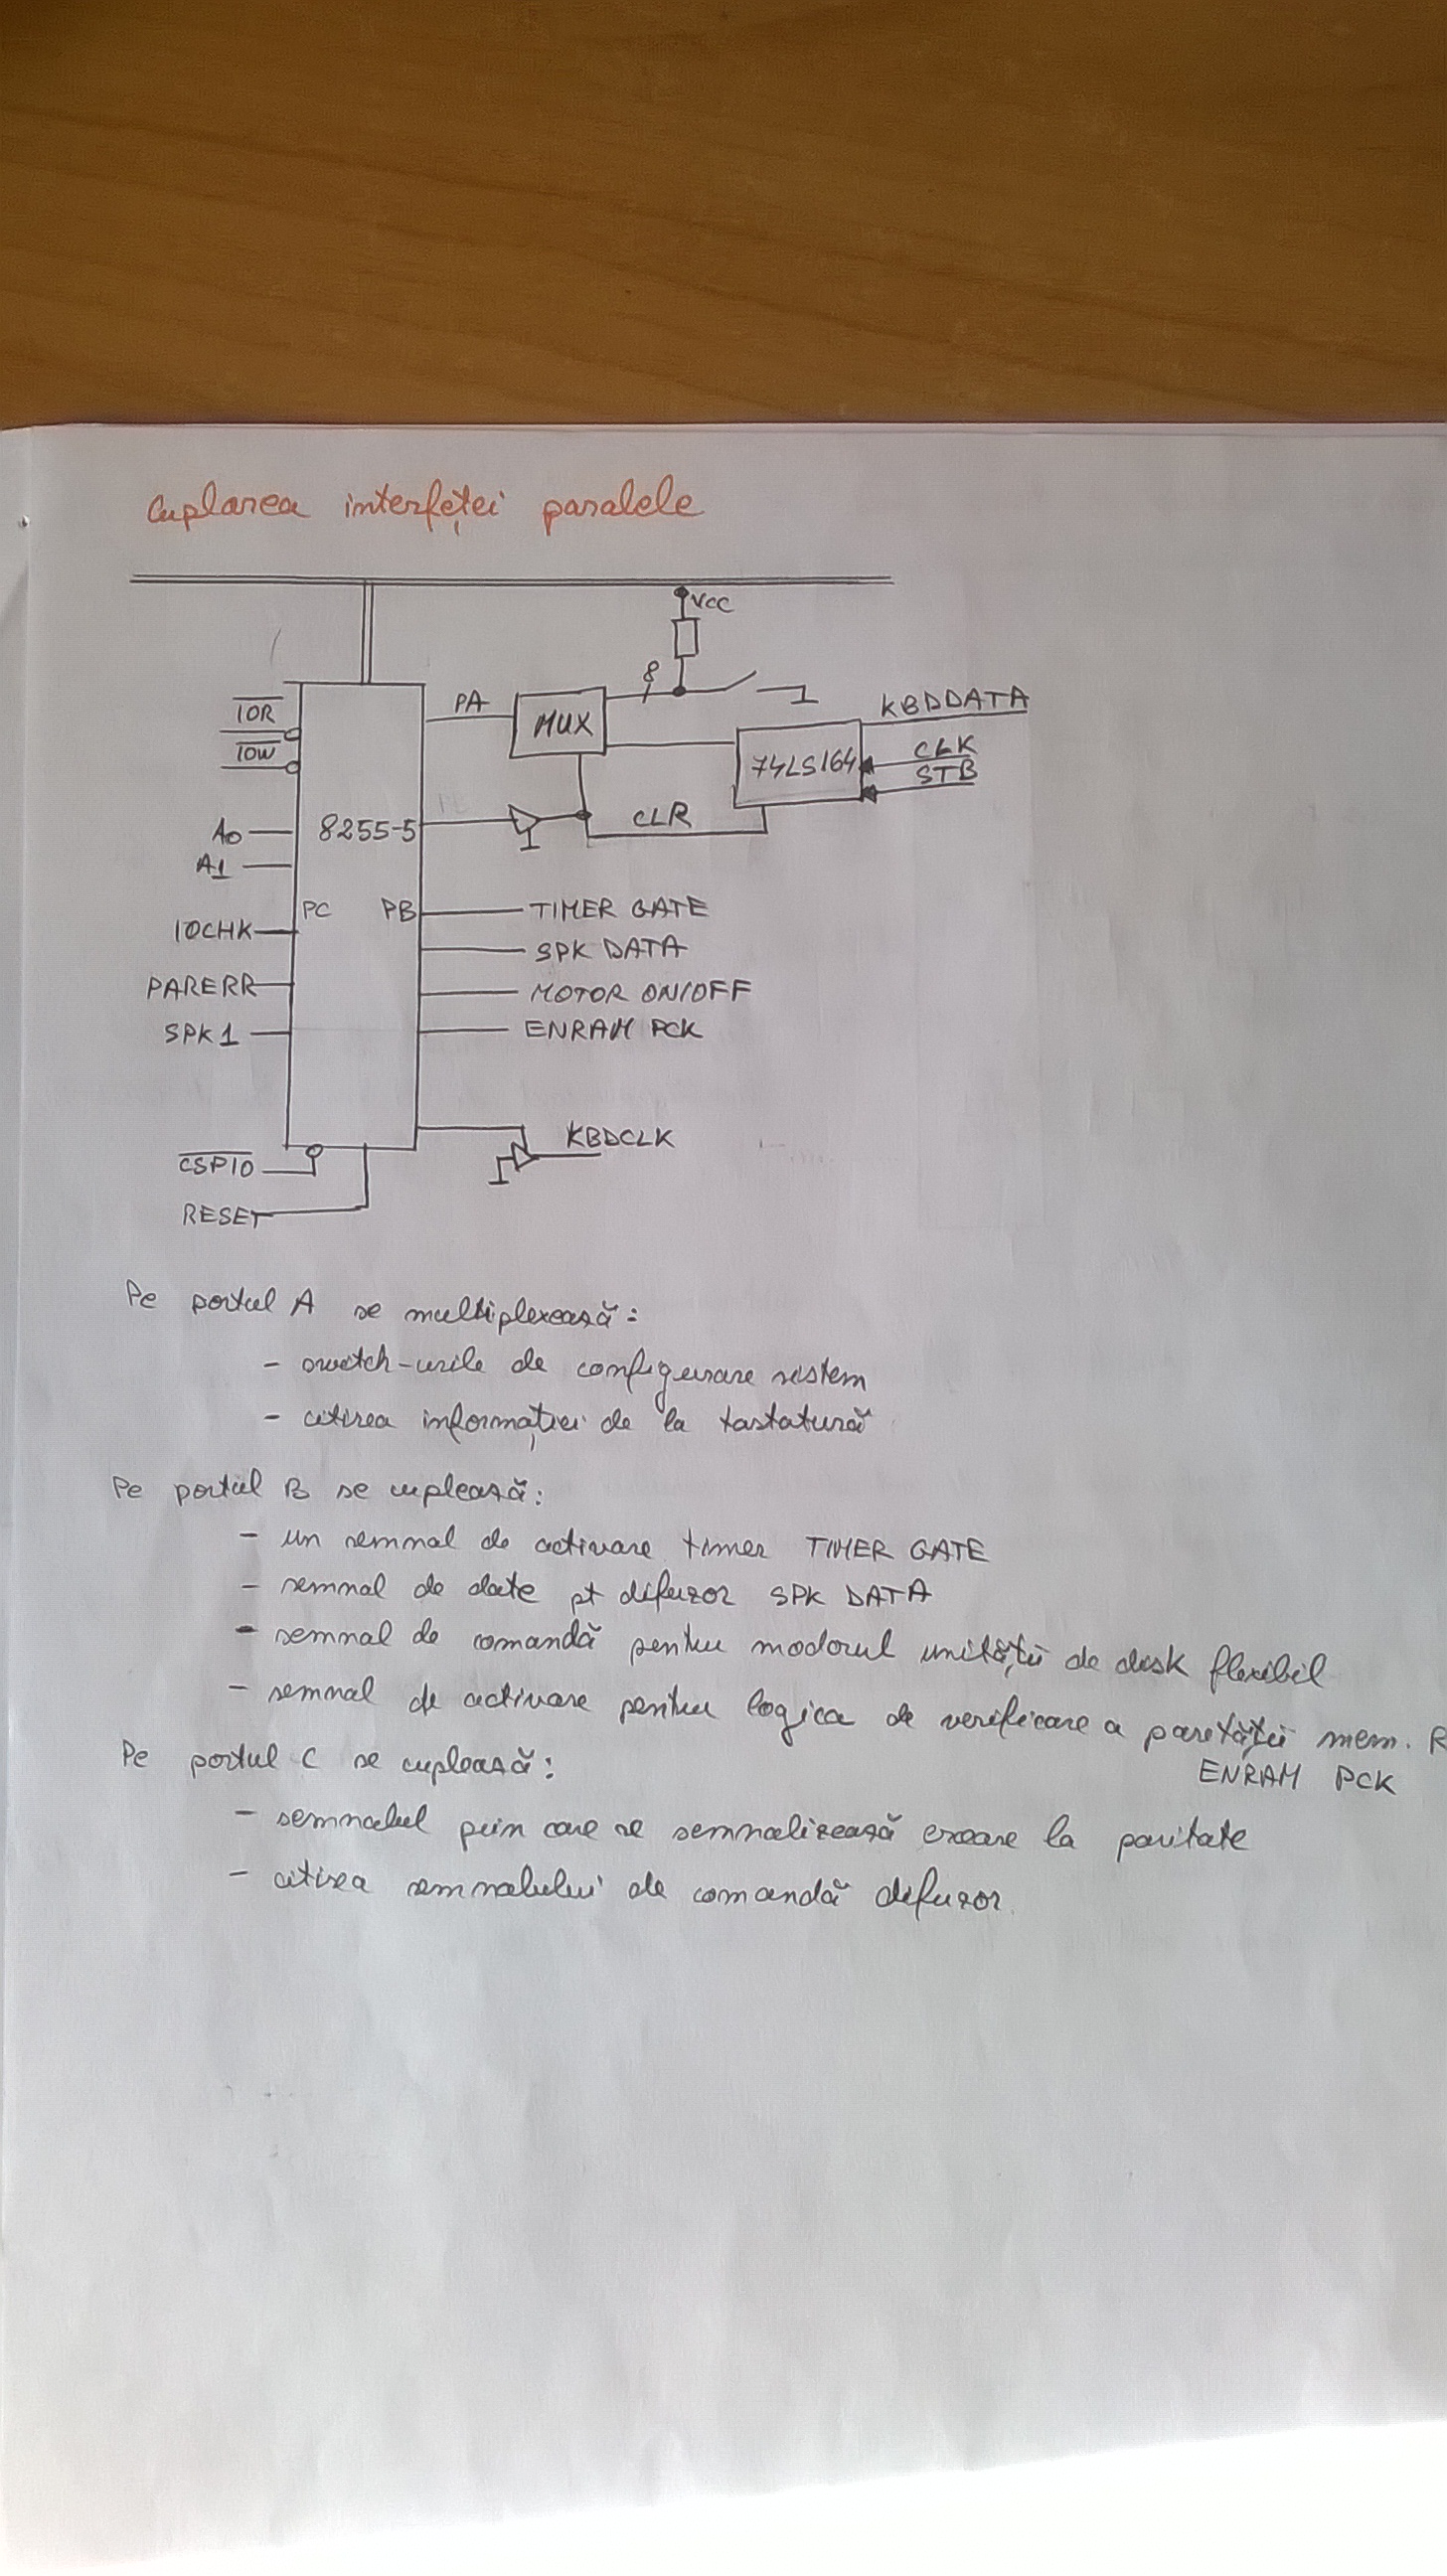 Cuplarea interfeței paralele
VCC
8
IOR
PA
MUX
KBDDATA
IOW
74LS164
CLK
STB
A0
8255-5
CLR
A1
PC
PB
TIMER GATE
IOCHK
SPK DATA
PARERR
MOTOR ON/OFF
SPK1
ENRAM PCK
KBDCLK
CSPIO
RESET
Pe portul A se multiplexează:
- switch-urile de configurare sistem
- citirea informației de la tastatură
Pe portul B se cuplează:
- un semnal de activare timer TIMER GATE
- semnal de date pt difuzor SPK DATA
- semnal de comandă pentru modorul unității de disk flexibil
- semnal de activare pentru logica de verificare a parității mem. R
ENRAM PCK
Pe portul C se cuplează:
- semnalul prin care se semnalizează eroare la paritate
- citirea semnalului de comandă difuzor.